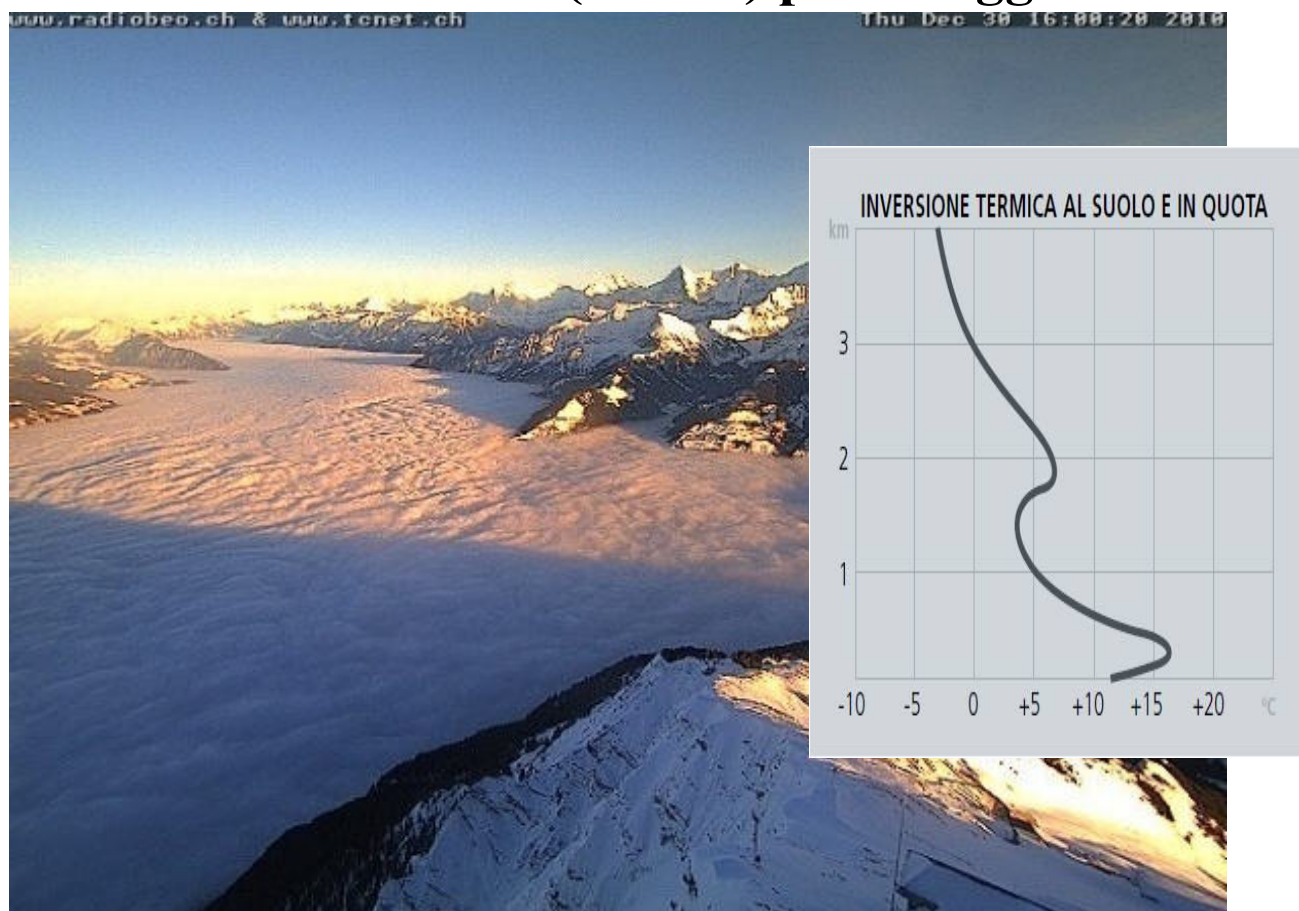 www.radiobeo.ch & www.tcnet.ch
Thu Dec 30 16:00:20 2010
INVERSIONE TERMICA AL SUOLO E IN QUOTA
km
3
2
1
-10 -5 0 +5 +10 +15 +20 °C